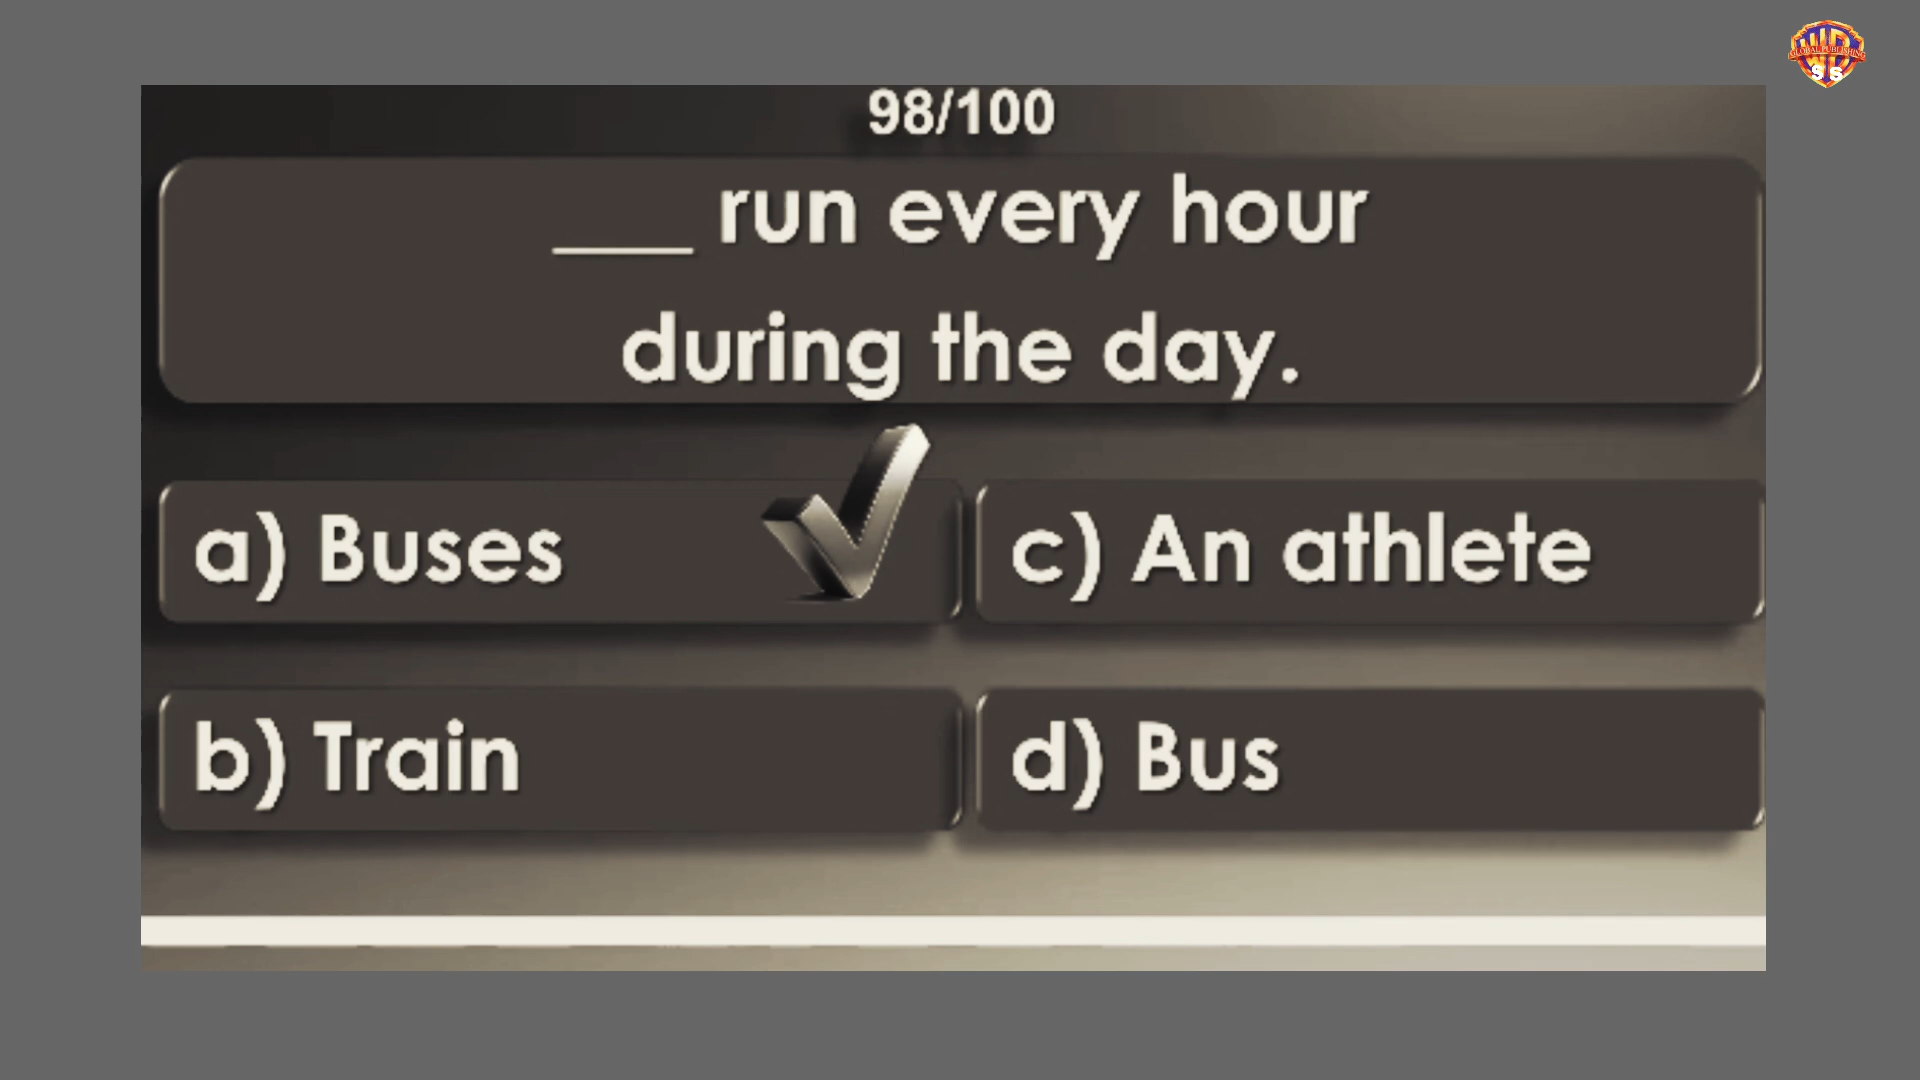 98/100
___ run every hour
during the day.
a) Buses
c) An athlete
b) Train
d) Bus